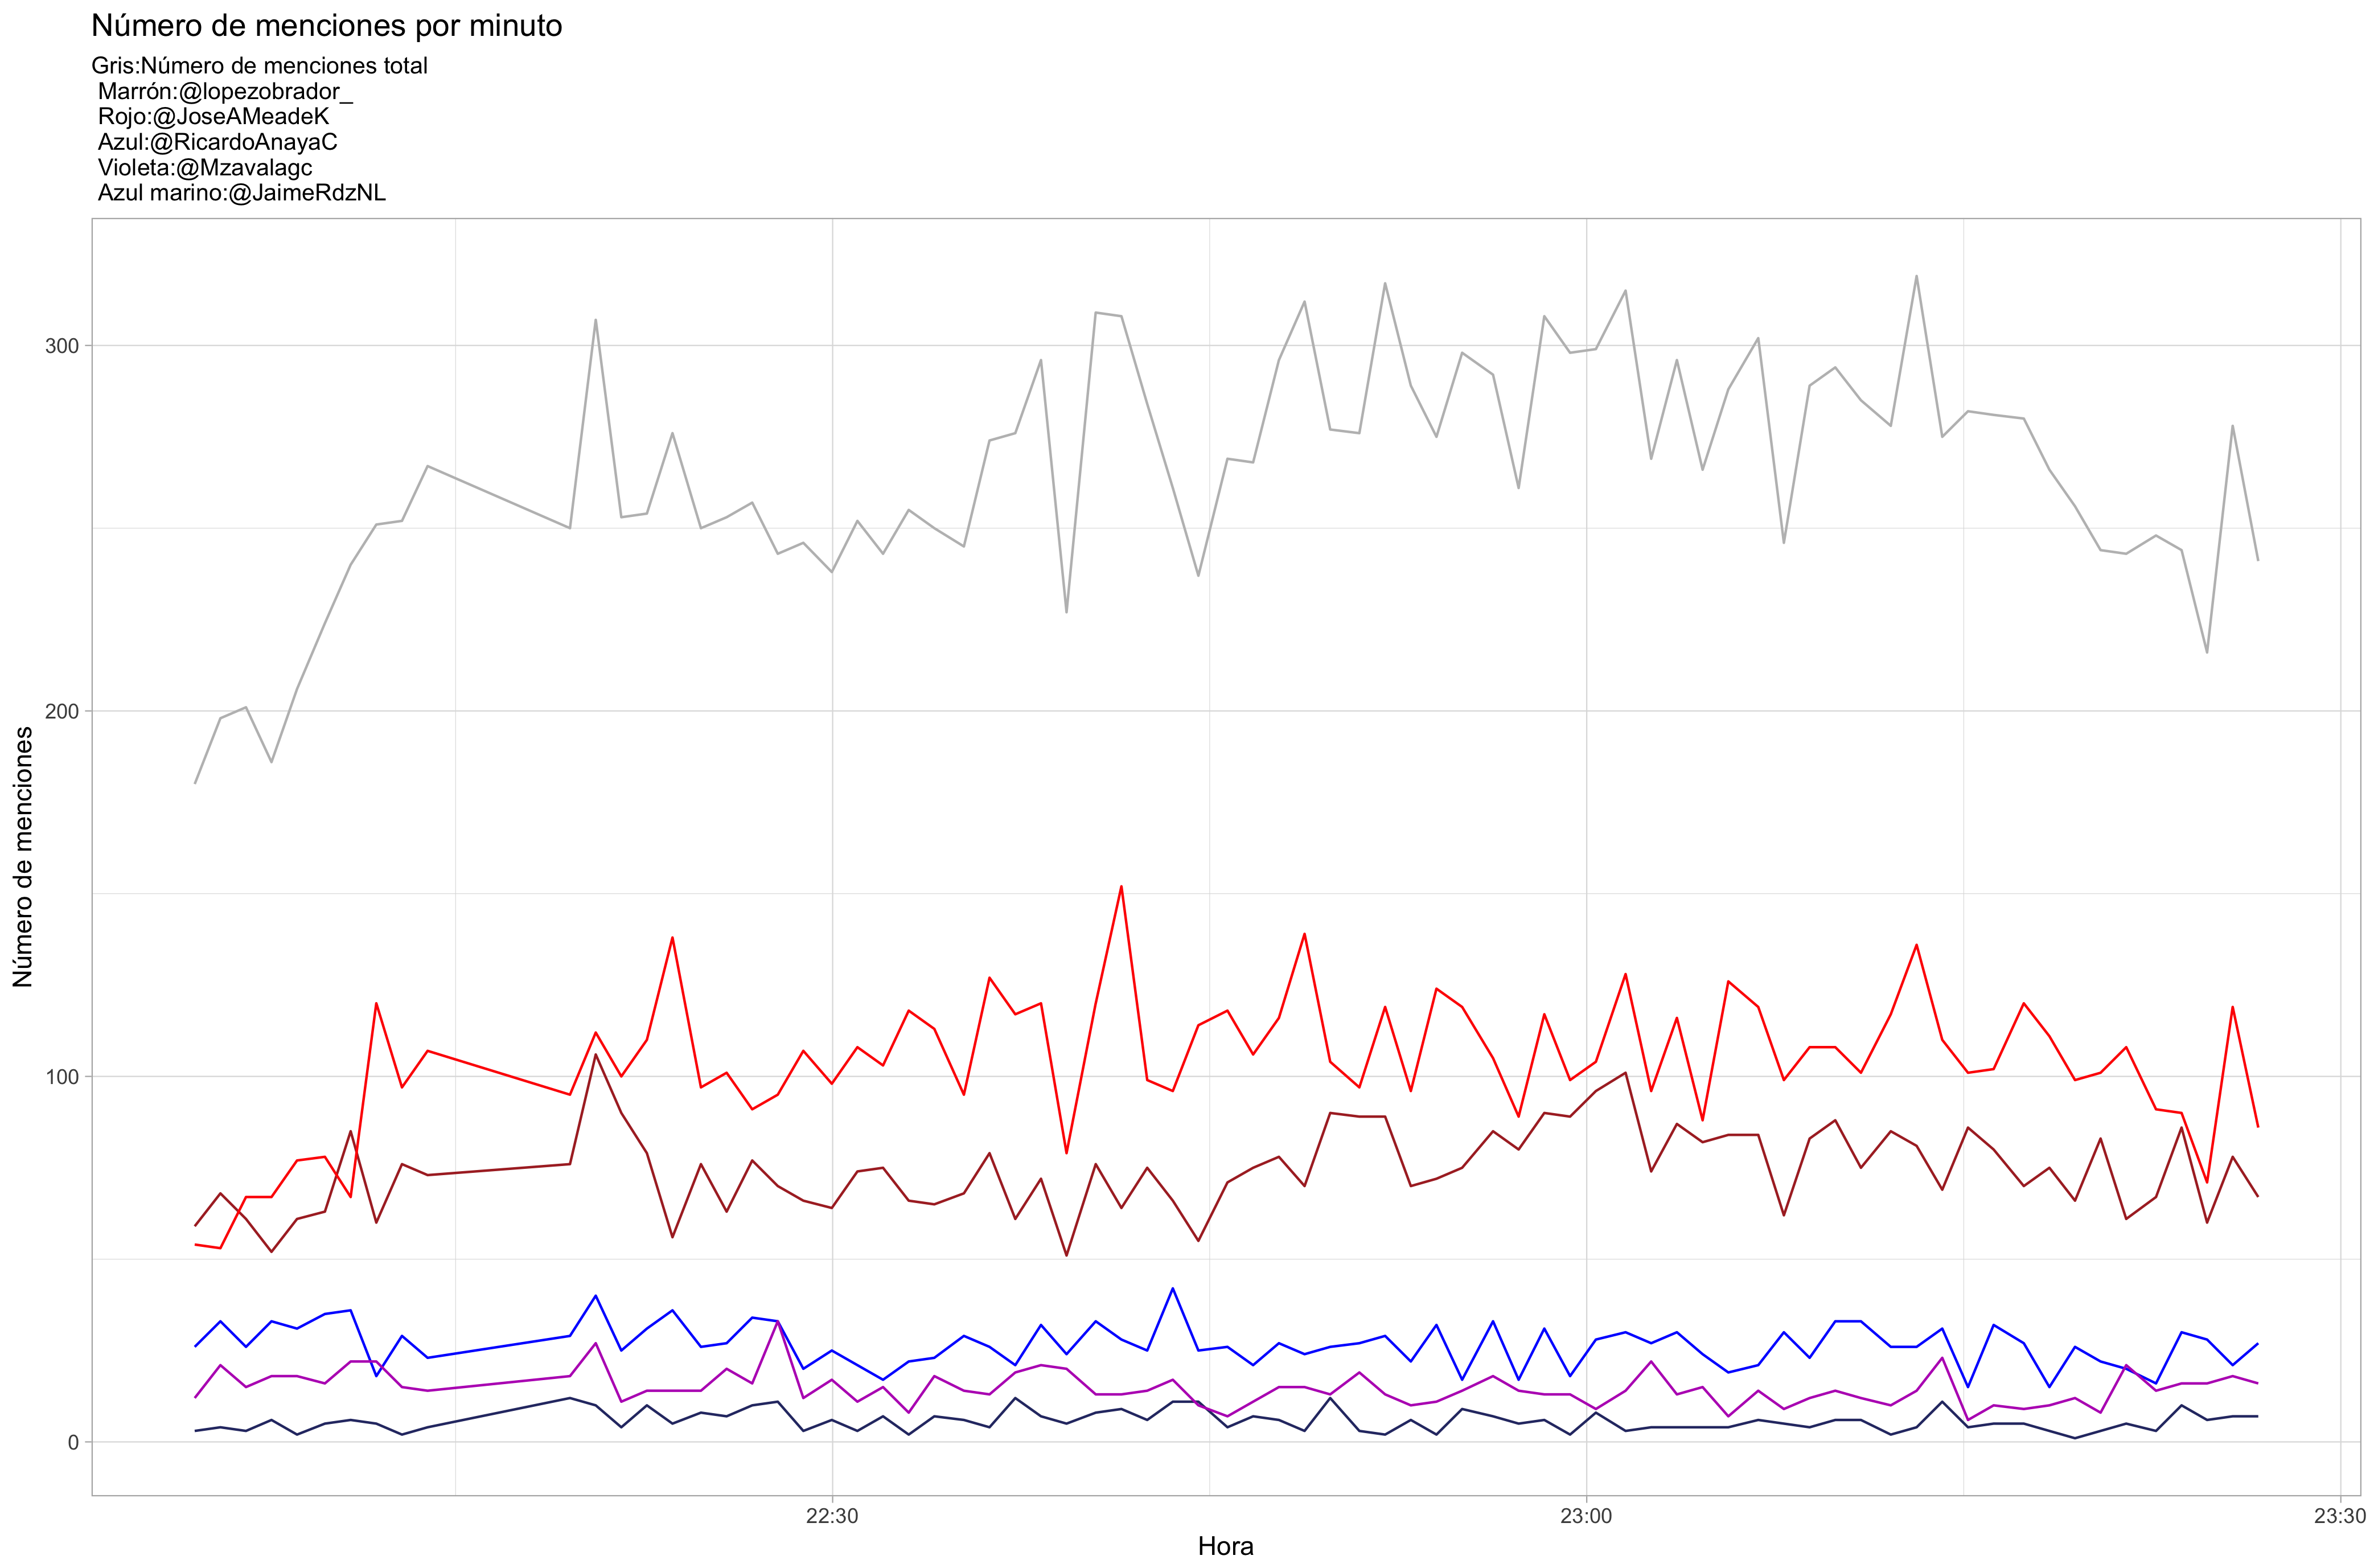 Número de menciones por minuto
Gris:Número de menciones total
Marrón:@lopezobrador_
Rojo:@JoseAMeadeK
Azul:@RicardoAnayaC
Violeta:@Mzavalagc
Azul marino:@JaimeRdzNL
Número de menciones
300
200
100
0
22:30
23:00
23:30
Hora